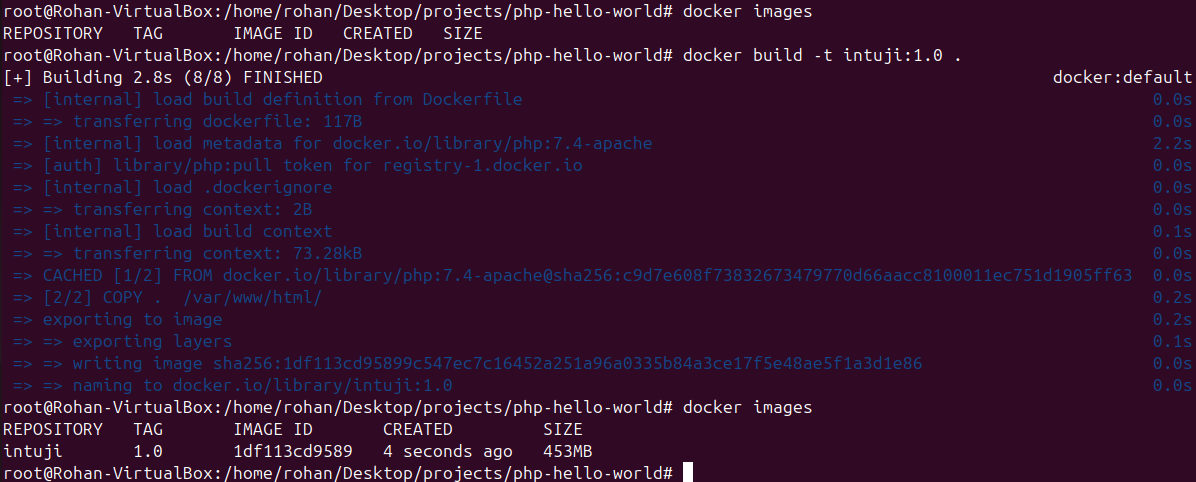 root@Rohan-VirtualBox:/home/rohan/Desktop/projects/php-hello-world# docker images
REPOSITORY   TAG       IMAGE ID   CREATED   SIZE
root@Rohan-VirtualBox:/home/rohan/Desktop/projects/php-hello-world# docker build -t intuji:1.0 .
[+] Building 2.8s (8/8) FINISHED                                                                         docker:default
 => [internal] load build definition from Dockerfile                                                               0.0s
 => => transferring dockerfile: 117B                                                                               0.0s
 => [internal] load metadata for docker.io/library/php:7.4-apache                                                  2.2s
 => [auth] library/php:pull token for registry-1.docker.io                                                         0.0s
 => [internal] load .dockerignore                                                                                  0.0s
 => => transferring context: 2B                                                                                    0.0s
 => [internal] load build context                                                                                  0.1s
 => => transferring context: 73.28kB                                                                               0.0s
 => CACHED [1/2] FROM docker.io/library/php:7.4-apache@sha256:c9d7e608f73832673479770d66aacc8100011ec751d1905ff63  0.0s
 => [2/2] COPY .  /var/www/html/                                                                                   0.2s
 => exporting to image                                                                                             0.2s
 => => exporting layers                                                                                            0.1s
 => => writing image sha256:1df113cd95899c547ec7c16452a251a96a0335b84a3ce17f5e48ae5f1a3d1e86                       0.0s
 => => naming to docker.io/library/intuji:1.0                                                                      0.0s
root@Rohan-VirtualBox:/home/rohan/Desktop/projects/php-hello-world# docker images
REPOSITORY   TAG       IMAGE ID       CREATED         SIZE
intuji       1.0       1df113cd9589   4 seconds ago   453MB
root@Rohan-VirtualBox:/home/rohan/Desktop/projects/php-hello-world#